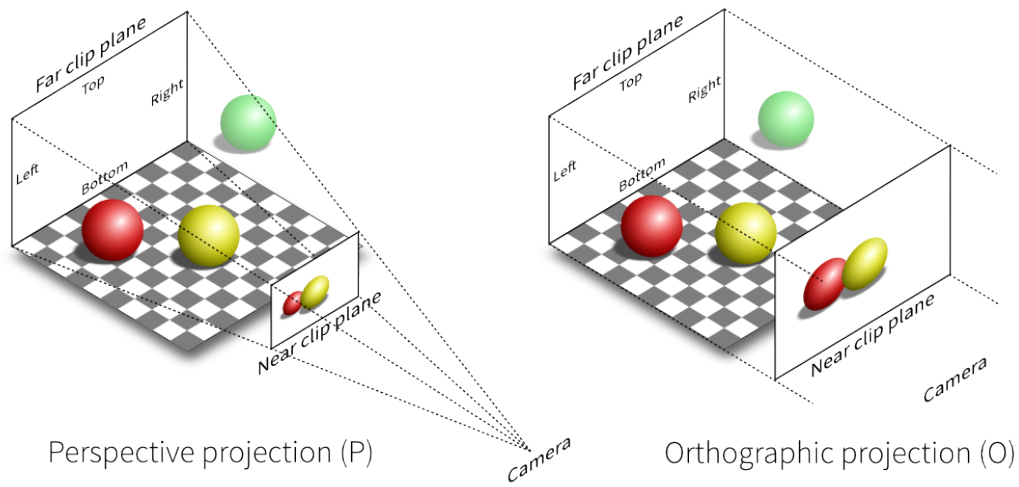 Far clip plane
Top
Right
Left
Bottom
Near clip plane
Camera
Perspective projection (P)
Far clip plane
Top
Right
Left
Bottom
Near clip plane
Camera
Orthographic projection (O)